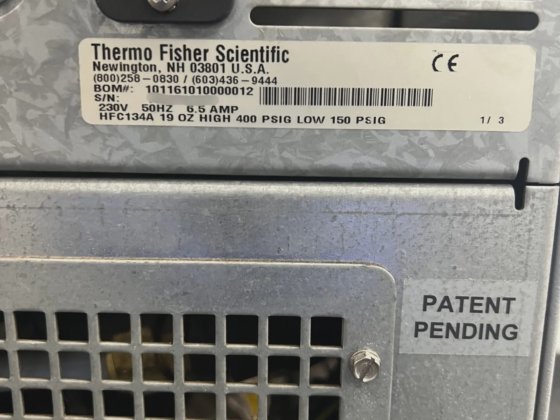 Thermo Fisher Scientific
Newington, NH 03801 U.S.A.
(800)258-0830 / (603)436-9444
BOM#: 101161010000012
S/N:
230V 50HZ 6.5 AMP
HFC134A 19 OZ HIGH 400 PSIG LOW 150 PSIG 1/ 3
CE
PATENT
PENDING